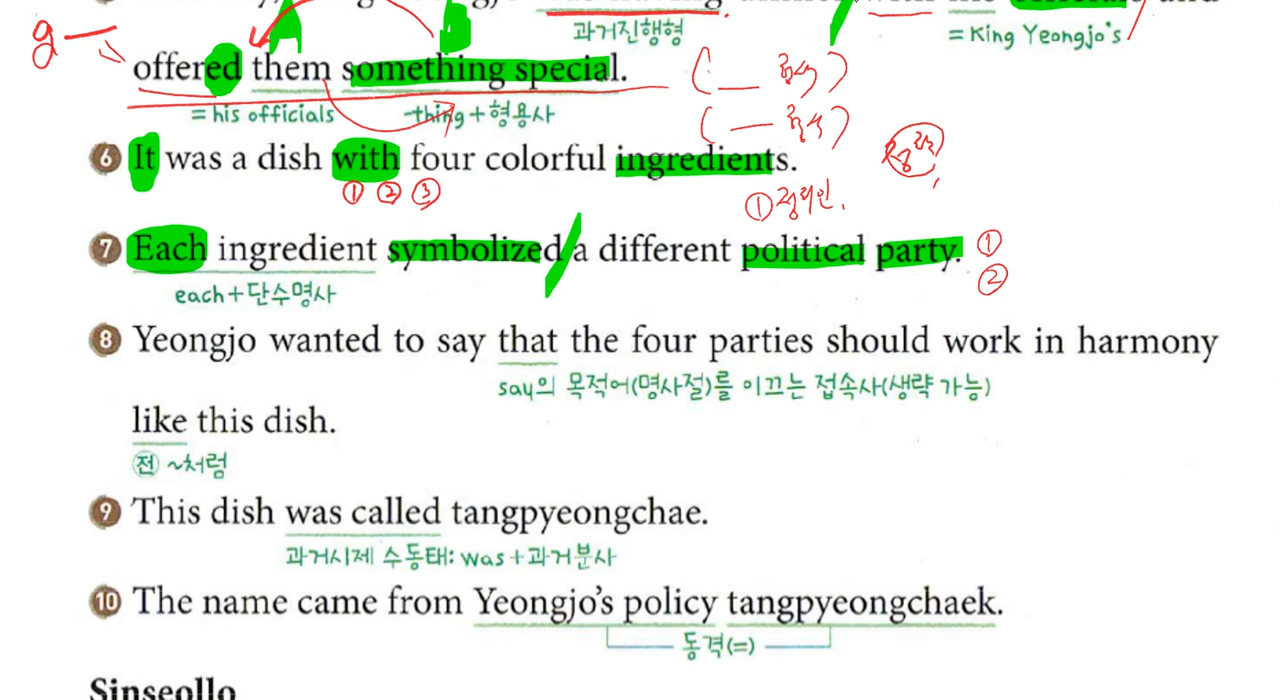 과거진행형
= King Yeongjo's
offered them something special.
= his officials
-thing+형용사
6 It was a dish with four colorful ingredients.
① ② ③
①
7 Each ingredient symbolized a different political party. ①
②
each+단수명사
8 Yeongjo wanted to say that the four parties should work in harmony
say의 목적어(명사절)를 이끄는 접속사(생략 가능)
like this dish.
전 ~처럼
9 This dish was called tangpyeongchae.
과거시제 수동태: was+과거분사
10 The name came from Yeongjo's policy tangpyeongchaek.
동격(=)
Sinseollo